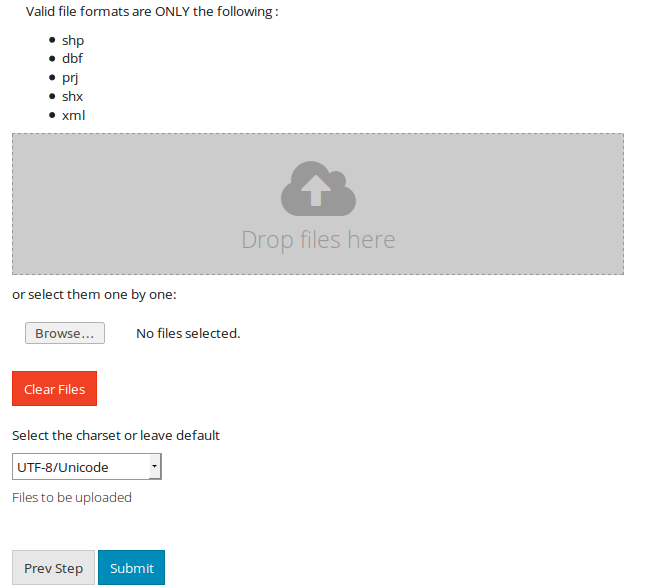 Valid file formats are ONLY the following :
shp
dbf
prj
shx
xml
Drop files here
or select them one by one:
Browse... No files selected.
Clear Files
Select the charset or leave default
UTF-8/Unicode
Files to be uploaded
Prev Step Submit